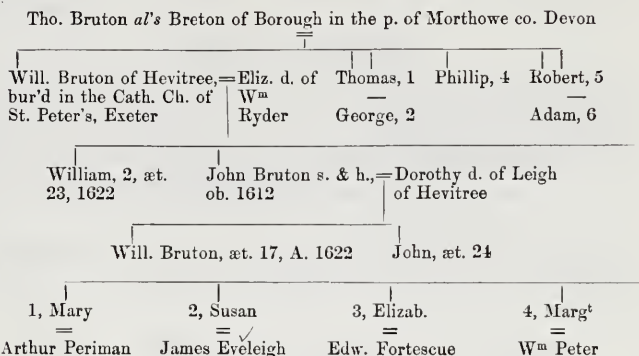 Tho. Bruton al's Breton of Borough in the p. of Morthowe co. Devon
=
Will. Bruton of Hevitree,=Eliz. d. of Thomas, 1 Phillip, 4 Robert, 5
bur'd in the Cath. Ch. of Wm — —
St. Peter's, Exeter Ryder George, 2 Adam, 6
William, 2, æt. John Bruton s. & h.,=Dorothy d. of Leigh
23, 1622 ob. 1612 of Hevitree
Will. Bruton, æt. 17, A. 1622 John, æt. 24
1, Mary 2, Susan 3, Elizab. 4, Margt
= = = =
Arthur Periman James Eveleigh Edw. Fortescue Wm Peter